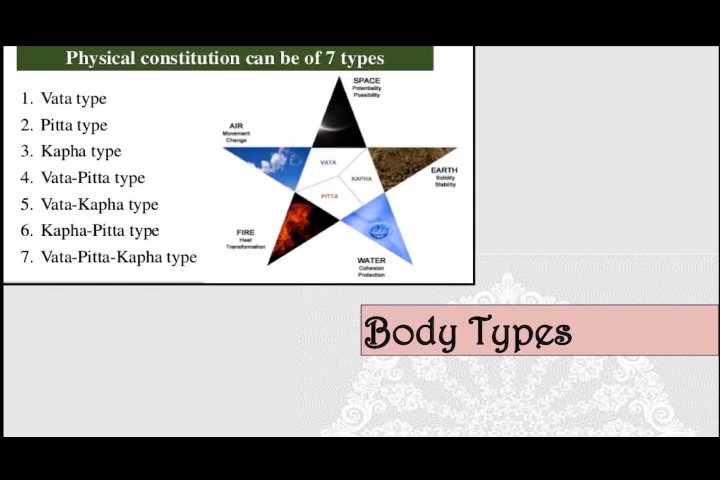 Physical constitution can be of 7 types
1. Vata type
2. Pitta type
3. Kapha type
4. Vata-Pitta type
5. Vata-Kapha type
6. Kapha-Pitta type
7. Vata-Pitta-Kapha type
SPACE
Potentiality
Possibility
AIR
Movement
Change
EARTH
Solidity
Stability
VATA
KAPHA
PITTA
FIRE
Heat
Transformation
WATER
Cohesion
Protection
Body Types